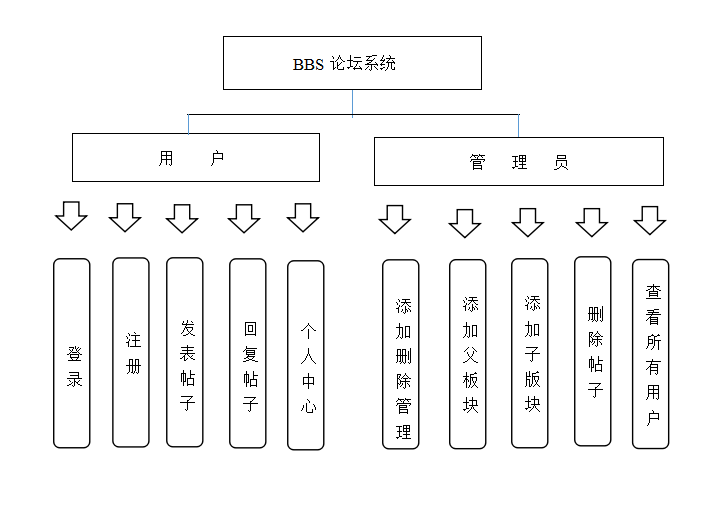 BBS 论坛系统
用 户
管 理 员
登录
注册
发表帖子
回复帖子
个人中心
添加删除管理
添加父板块
添加子版块
删除帖子
查看所有用户